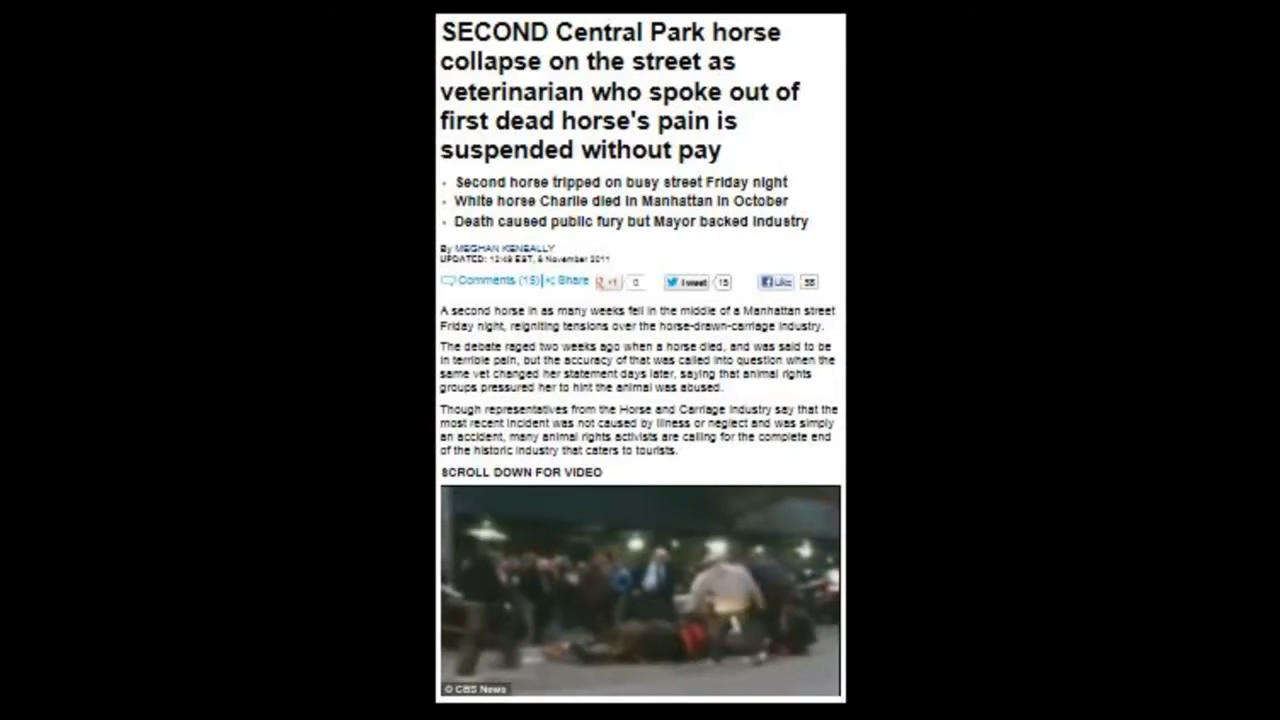 SECOND Central Park horse
collapse on the street as
veterinarian who spoke out of
first dead horse's pain is
suspended without pay
Second horse tripped on busy street Friday night
White horse Charlie died in Manhattan in October
Death caused public fury but Mayor backed industry
By MEGHAN KENEALLY
UPDATED: 12:49 EST, 6 November 2011
Comments (15) Share +1 0 Tweet 15 Like 55
A second horse in as many weeks fell in the middle of a Manhattan street
Friday night, reigniting tensions over the horse-drawn-carriage industry.
The debate raged two weeks ago when a horse died, and was said to be
in terrible pain, but the accuracy of that was called into question when the
same vet changed her statement days later, saying that animal rights
groups pressured her to hint the animal was abused.
Though representatives from the Horse and Carriage industry say that the
most recent incident was not caused by illness or neglect and was simply
an accident, many animal rights activists are calling for the complete end
of the historic industry that caters to tourists.
SCROLL DOWN FOR VIDEO
© CBS News